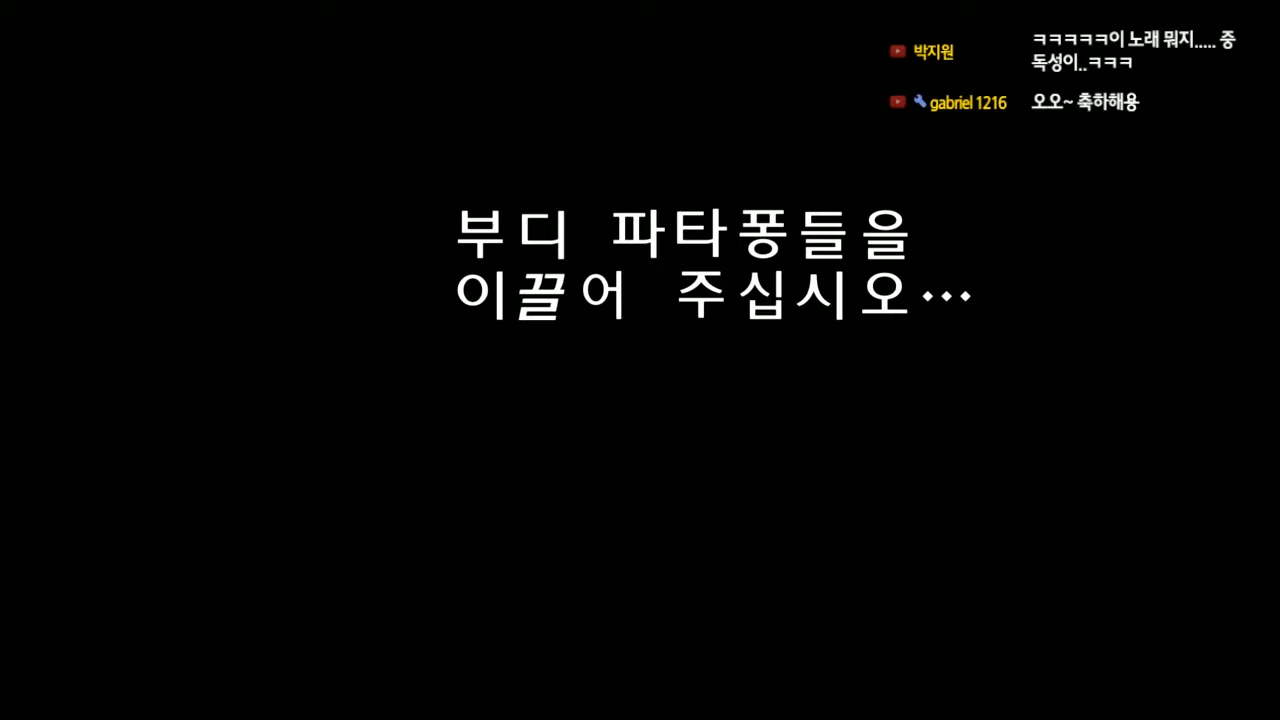 박지원 ㅋㅋㅋㅋㅋ이 노래 뭐지..... 중
독성이..ㅋㅋㅋ
gabriel 1216 오오~ 축하해용
부디 파타퐁들을
이끌어 주십시오…